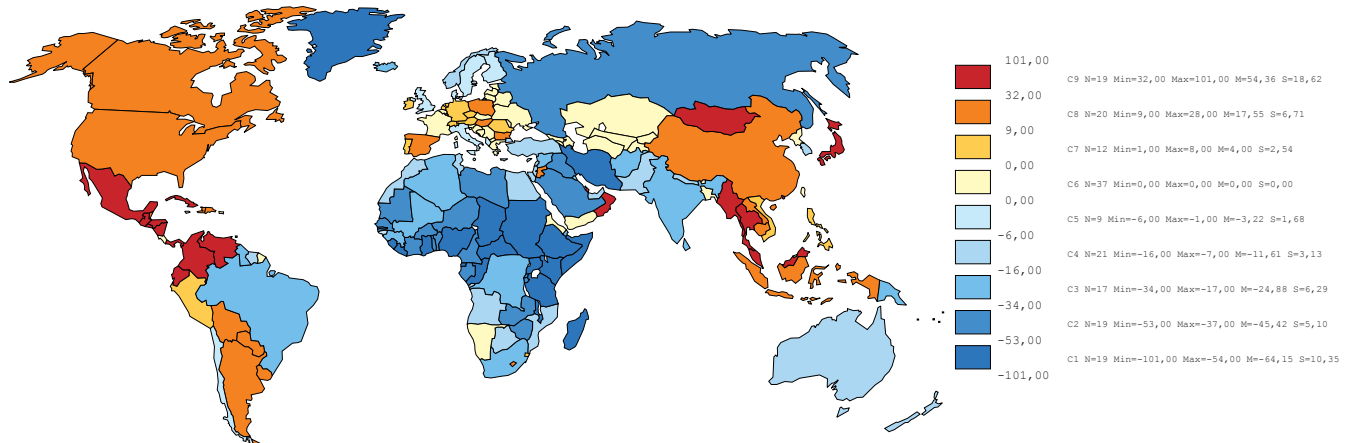 101,00
C9 N=19 Min=32,00 Max=101,00 M=54,36 S=18,62
32,00
C8 N=20 Min=9,00 Max=28,00 M=17,55 S=6,71
9,00
C7 N=12 Min=1,00 Max=8,00 M=4,00 S=2,54
0,00
C6 N=37 Min=0,00 Max=0,00 M=0,00 S=0,00
0,00
C5 N=9 Min=-6,00 Max=-1,00 M=-3,22 S=1,68
-6,00
C4 N=21 Min=-16,00 Max=-7,00 M=-11,61 S=3,13
-16,00
C3 N=17 Min=-34,00 Max=-17,00 M=-24,88 S=6,29
-34,00
C2 N=19 Min=-53,00 Max=-37,00 M=-45,42 S=5,10
-53,00
C1 N=19 Min=-101,00 Max=-54,00 M=-64,15 S=10,35
-101,00